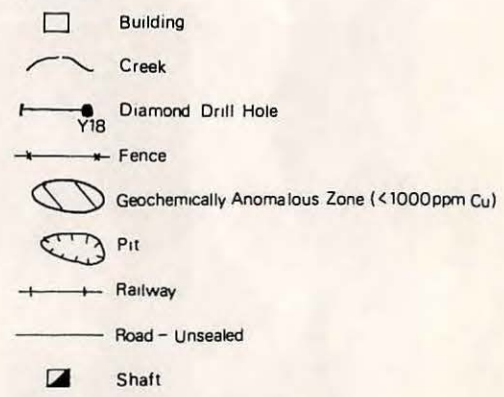 Building
Creek
Y18 Diamond Drill Hole
Fence
Geochemically Anomalous Zone (<1000ppm Cu)
Pit
Railway
Road - Unsealed
Shaft